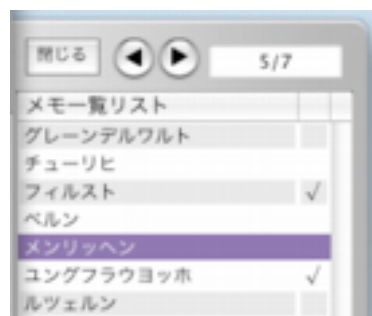 閉じる
5/7
メモ一覧リスト
グレーンデルワルト
チューリヒ
フィルスト √
ベルン
メンリッヘン
ユングフラウヨッホ √
ルツェルン